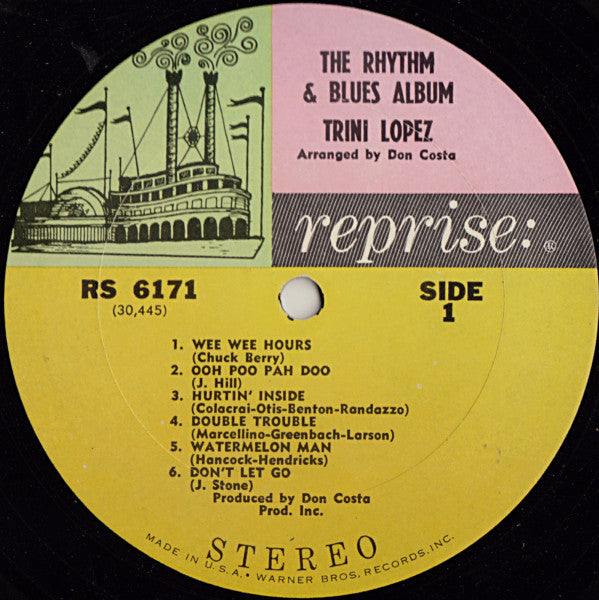 THE RHYTHM
& BLUES ALBUM
TRINI LOPEZ
Arranged by Don Costa
reprise: ®
RS 6171
(30,445)
SIDE
1
1. WEE WEE HOURS
(Chuck Berry)
2. OOH POO PAH DOO
(J. Hill)
3. HURTIN' INSIDE
(Colacrai-Otis-Benton-Randazzo)
4. DOUBLE TROUBLE
(Marcellino-Greenbach-Larson)
5. WATERMELON MAN
(Hancock-Hendricks)
6. DON'T LET GO
(J. Stone)
Produced by Don Costa
Prod. Inc.
STEREO
MADE IN U.S.A. • WARNER BROS. RECORDS, INC.